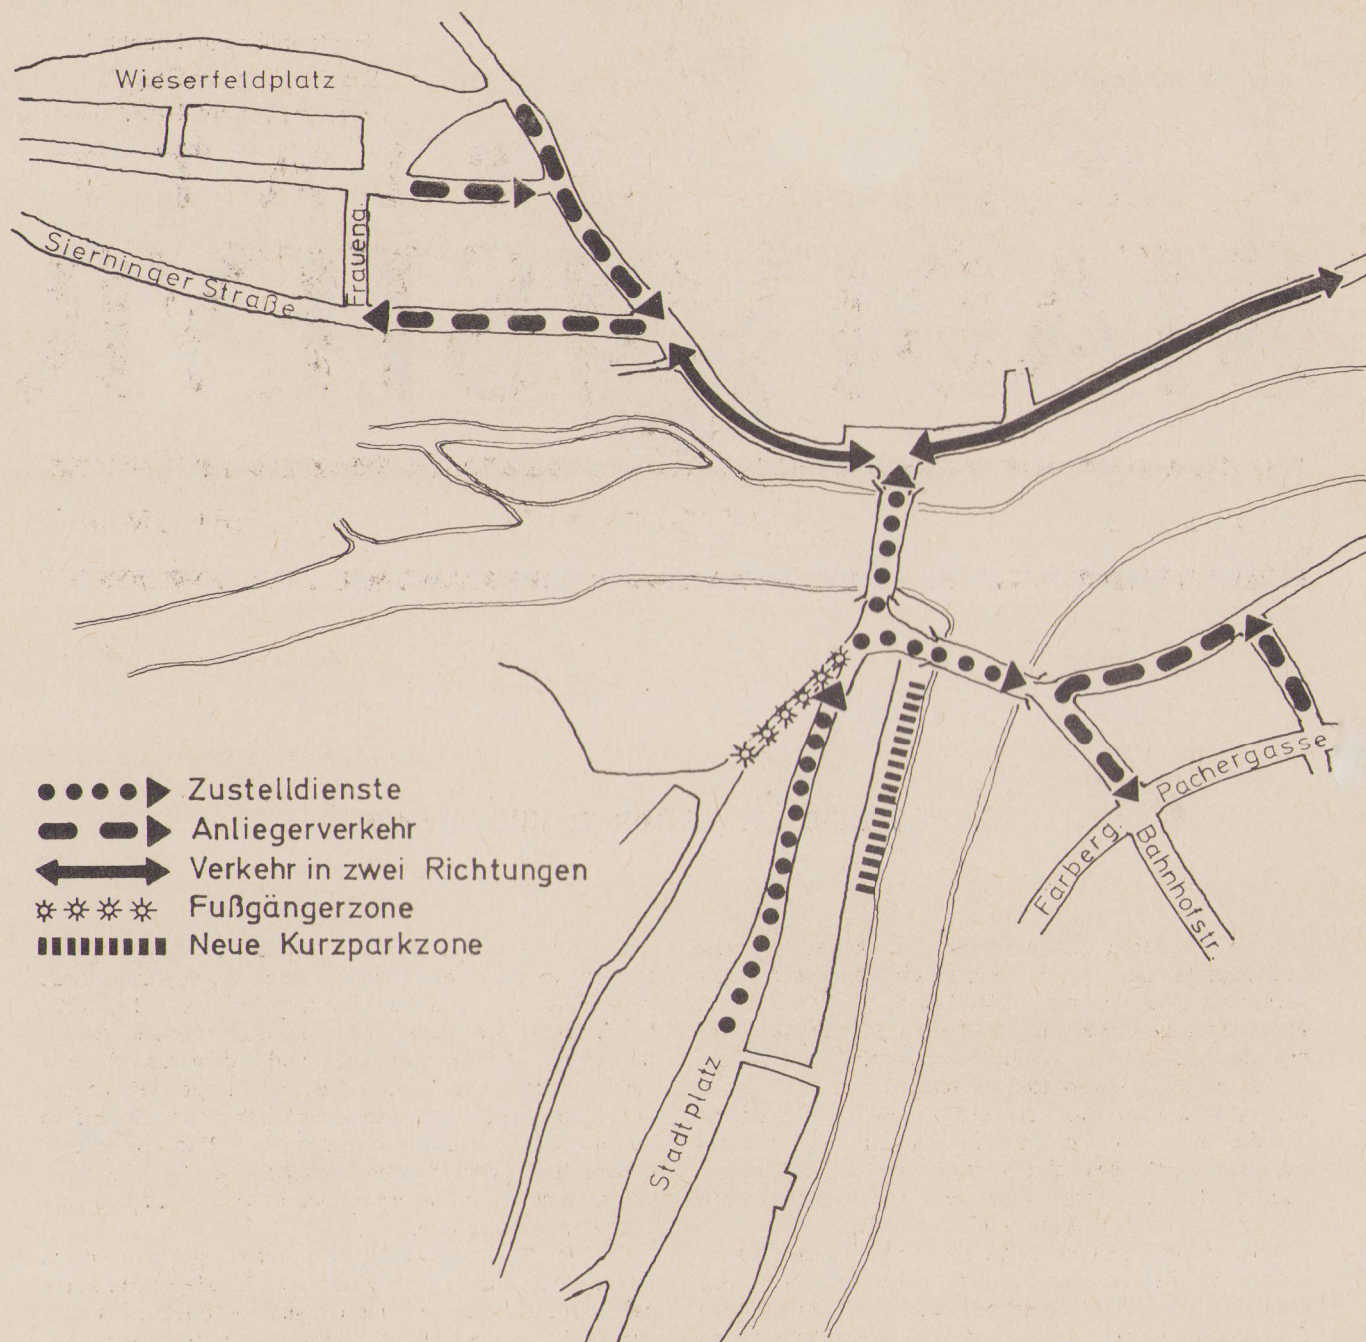 Wieserfeldplatz
Fraueng.
Sierninger Straße
Zustelldienste
Anliegerverkehr
Verkehr in zwei Richtungen
Fußgängerzone
Neue Kurzparkzone
Pachergasse
Färberg.
Bahnhofstr.
Stadtplatz